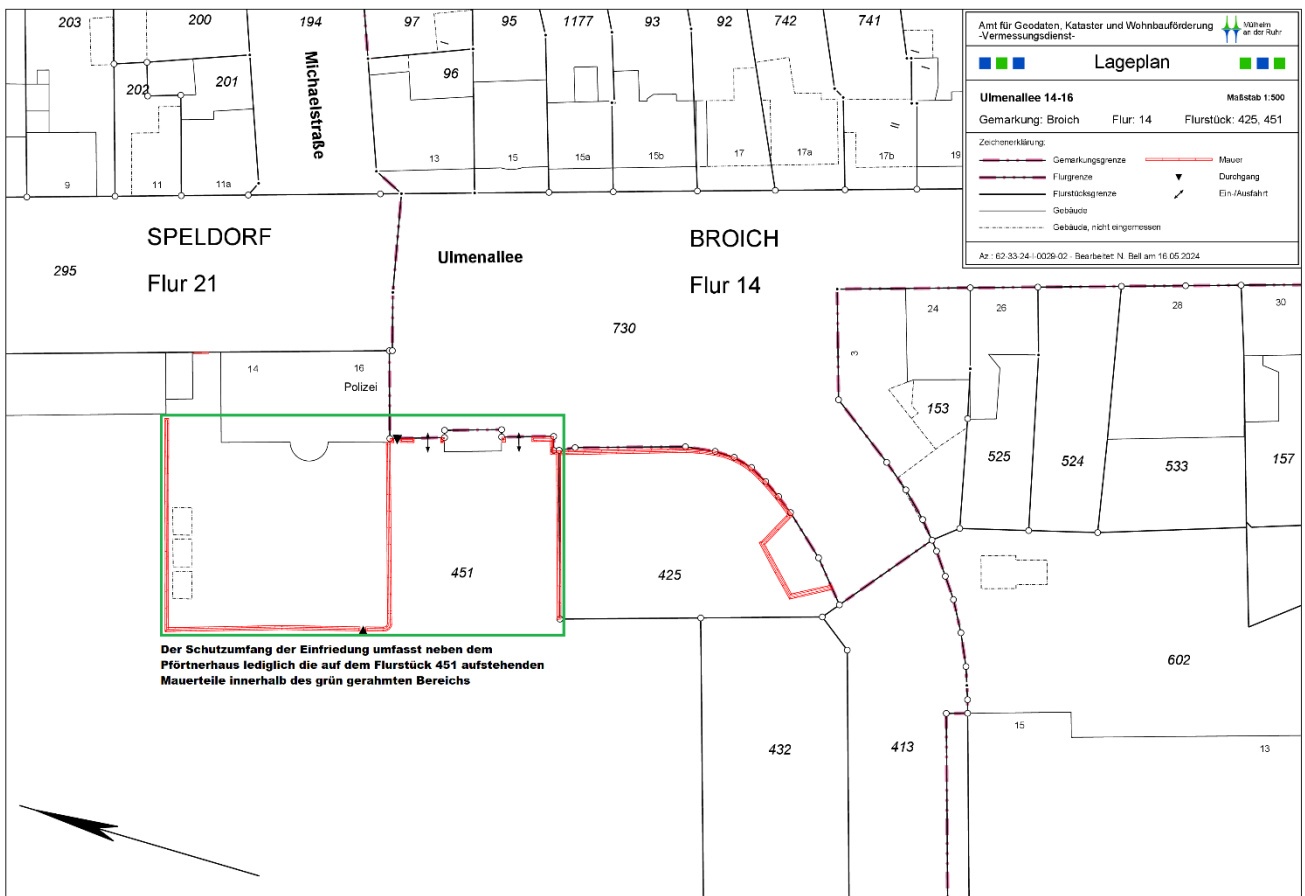 203
200
194
97
95
1177
93
92
742
741
202
201
96
Michaelstraße
I
I
II
9
11
11a
13
15
15a
15b
17
17a
17b
19
Amt für Geodaten, Kataster und Wohnbauförderung
-Vermessungsdienst-
Mülheim
an der Ruhr
Lageplan
Ulmenallee 14-16
Maßstab 1:500
Gemarkung: Broich Flur: 14 Flurstück: 425, 451
Zeichenerklärung:
Gemarkungsgrenze
Mauer
Flurgrenze
Durchgang
Flurstücksgrenze
Ein-/Ausfahrt
Gebäude
Gebäude, nicht eingemessen
Az.: 62-33-24-I-0029-02 - Bearbeitet: N. Bell am 16.05.2024
SPELDORF
Flur 21
295
Ulmenallee
BROICH
Flur 14
730
14
16
Polizei
3
24
26
28
30
153
525
524
533
157
451
425
Der Schutzumfang der Einfriedung umfasst neben dem
Pförtnerhaus lediglich die auf dem Flurstück 451 aufstehenden
Mauerteile innerhalb des grün gerahmten Bereichs
602
432
413
15
13